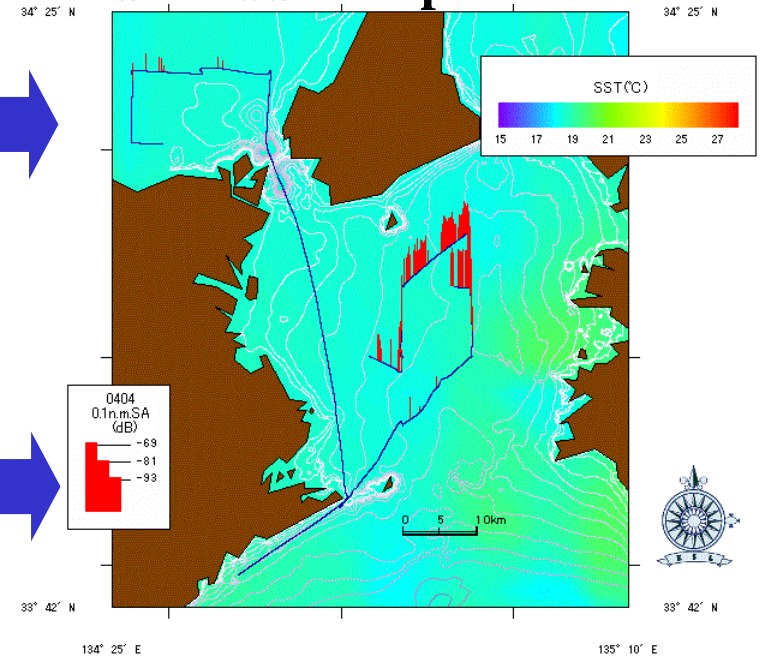 34° 25′ N
34° 25′ N
SST(℃)
15 17 19 21 23 25 27
0404
0.1n.m.SA
(dB)
-69
-81
-93
0 5 10km
33° 42′ N
33° 42′ N
134° 25′ E
135° 10′ E